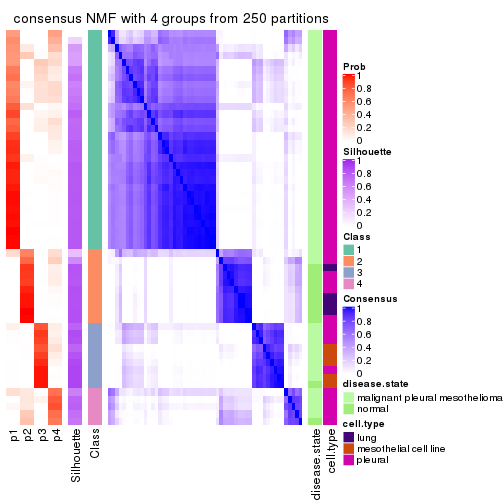 consensus NMF with 4 groups from 250 partitions
Prob
1
0.8
0.6
0.4
0.2
0
Silhouette
1
0.8
0.6
0.4
0.2
0
Class
1
2
3
4
Consensus
1
0.8
0.6
0.4
0.2
0
disease.state
malignant pleural mesothelioma
normal
cell.type
lung
mesothelial cell line
pleural
p1
p2
p3
p4
Silhouette
Class
disease.state
cell.type